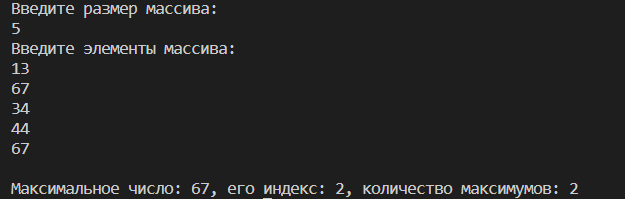 Введите размер массива:
5
Введите элементы массива:
13
67
34
44
67
Максимальное число: 67, его индекс: 2, количество максимумов: 2